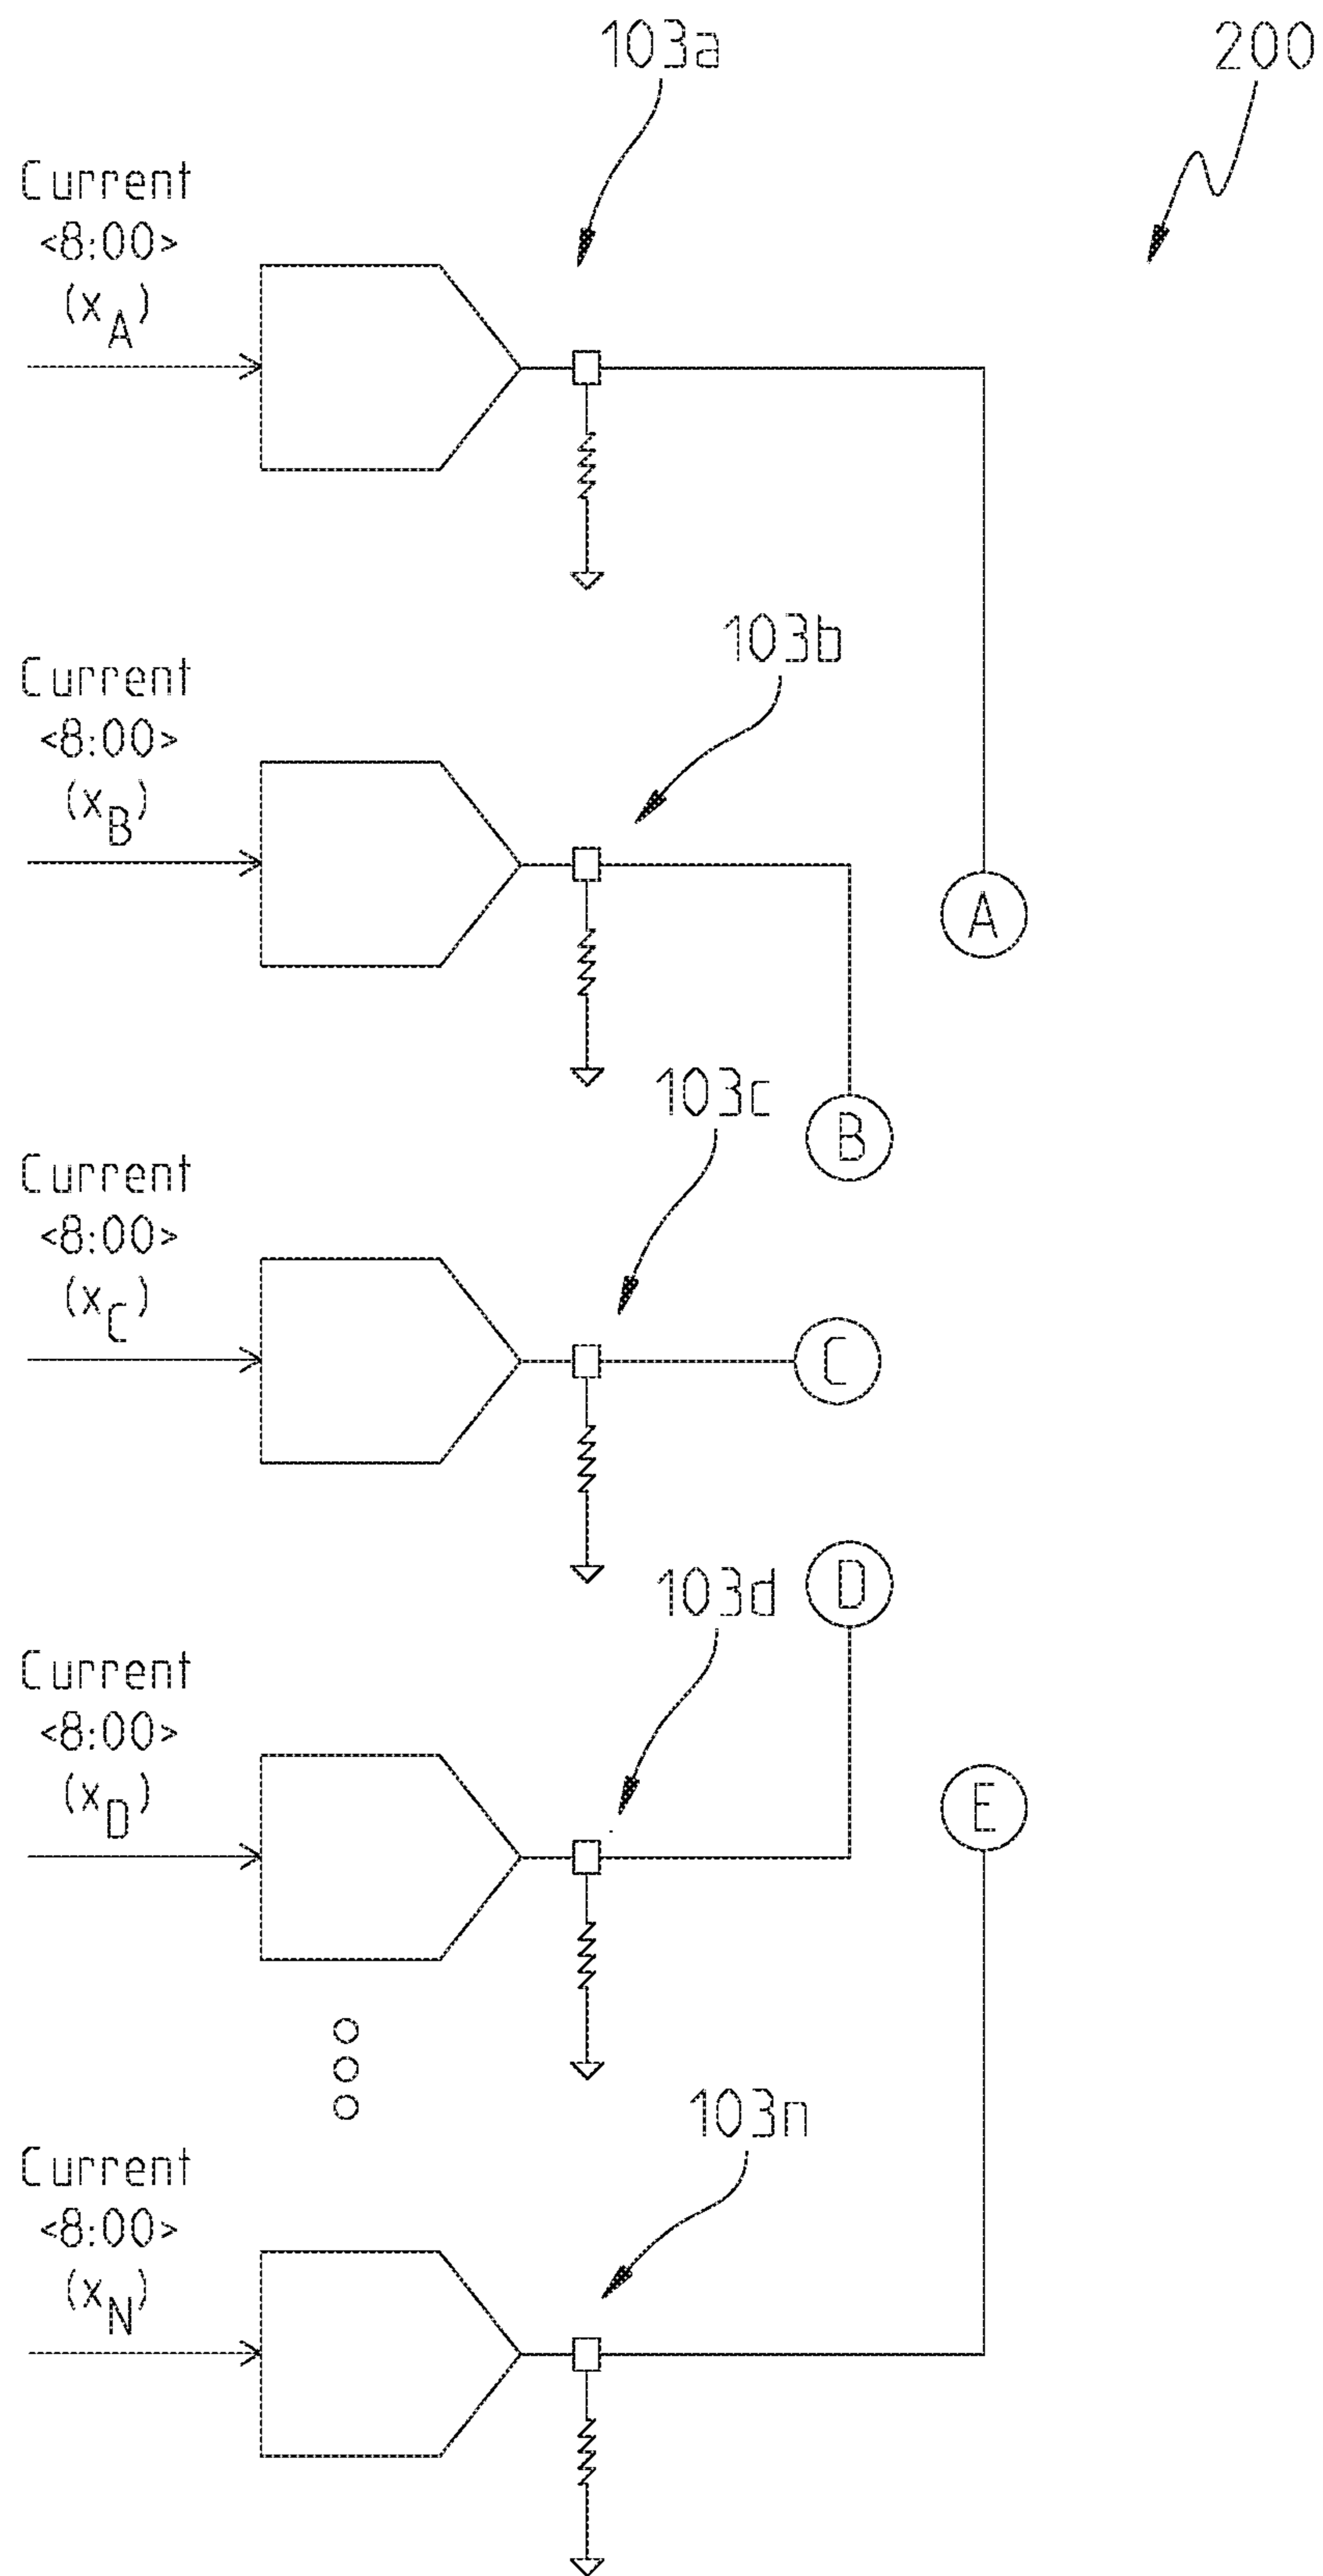 103a
200
Current
<8:00>
(xA)
103b
Current
<8:00>
(xB)
A
103c
B
Current
<8:00>
(xC)
C
103d
D
Current
<8:00>
(xD)
E
103n
Current
<8:00>
(xN)